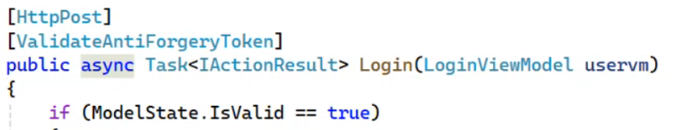 [HttpPost]
[ValidateAntiForgeryToken]
public async Task<IActionResult> Login(LoginViewModel uservm)
{
if (ModelState.IsValid == true)